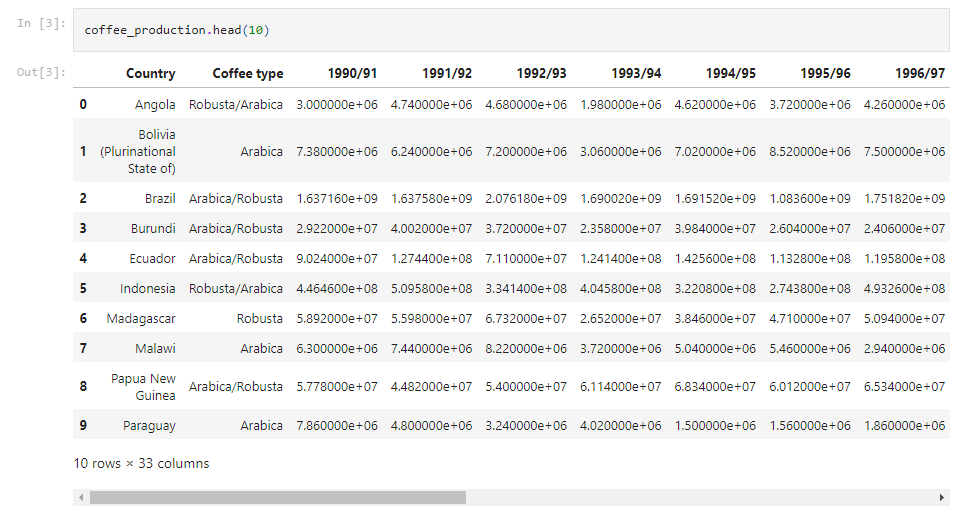 In [3]: coffee_production.head(10)
Out[3]: Country Coffee type 1990/91 1991/92 1992/93 1993/94 1994/95 1995/96 1996/97
0 Angola Robusta/Arabica 3.000000e+06 4.740000e+06 4.680000e+06 1.980000e+06 4.620000e+06 3.720000e+06 4.260000e+06
Bolivia
1 (Plurinational Arabica 7.380000e+06 6.240000e+06 7.200000e+06 3.060000e+06 7.020000e+06 8.520000e+06 7.500000e+06
State of)
2 Brazil Arabica/Robusta 1.637160e+09 1.637580e+09 2.076180e+09 1.690020e+09 1.691520e+09 1.083600e+09 1.751820e+09
3 Burundi Arabica/Robusta 2.922000e+07 4.002000e+07 3.720000e+07 2.358000e+07 3.984000e+07 2.604000e+07 2.406000e+07
4 Ecuador Arabica/Robusta 9.024000e+07 1.274400e+08 7.110000e+07 1.241400e+08 1.425600e+08 1.132800e+08 1.195800e+08
5 Indonesia Robusta/Arabica 4.464600e+08 5.095800e+08 3.341400e+08 4.045800e+08 3.220800e+08 2.743800e+08 4.932600e+08
6 Madagascar Robusta 5.892000e+07 5.598000e+07 6.732000e+07 2.652000e+07 3.846000e+07 4.710000e+07 5.094000e+07
7 Malawi Arabica 6.300000e+06 7.440000e+06 8.220000e+06 3.720000e+06 5.040000e+06 5.460000e+06 2.940000e+06
Papua New
8 Guinea Arabica/Robusta 5.778000e+07 4.482000e+07 5.400000e+07 6.114000e+07 6.834000e+07 6.012000e+07 6.534000e+07
9 Paraguay Arabica 7.860000e+06 4.800000e+06 3.240000e+06 4.020000e+06 1.500000e+06 1.560000e+06 1.860000e+06
10 rows × 33 columns